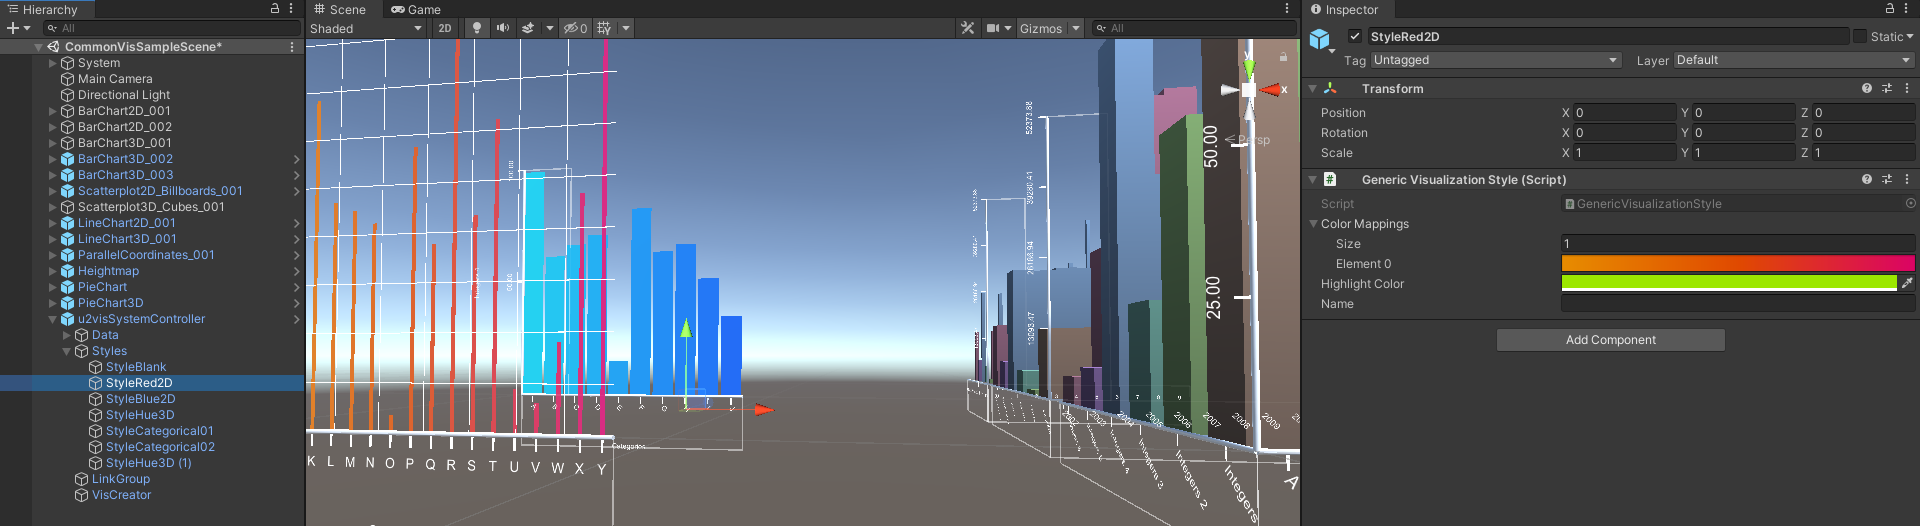 Hierarchy
All
CommonVisSampleScene*
System
Main Camera
Directional Light
BarChart2D_001
BarChart2D_002
BarChart3D_001
BarChart3D_002
BarChart3D_003
Scatterplot2D_Billboards_001
Scatterplot3D_Cubes_001
LineChart2D_001
LineChart3D_001
ParallelCoordinates_001
Heightmap
PieChart
PieChart3D
u2visSystemController
Data
Styles
StyleBlank
StyleRed2D
StyleBlue2D
StyleHue3D
StyleCategorical01
StyleCategorical02
StyleHue3D (1)
LinkGroup
VisCreator
Scene Game
Shaded 2D 0 Gizmos All
K L M N O P Q R S T U V W X Y
Categories
52373.88
39280.41
26186.94
13093.47
50.00
25.00
y
x
Persp
2006 2007 2008 2009
Integers 3
Integers 2
Integers
A
Inspector
StyleRed2D Static
Tag Untagged Layer Default
Transform
Position X 0 Y 0 Z 0
Rotation X 0 Y 0 Z 0
Scale X 1 Y 1 Z 1
Generic Visualization Style (Script)
Script GenericVisualizationStyle
Color Mappings
Size 1
Element 0
Highlight Color
Name
Add Component